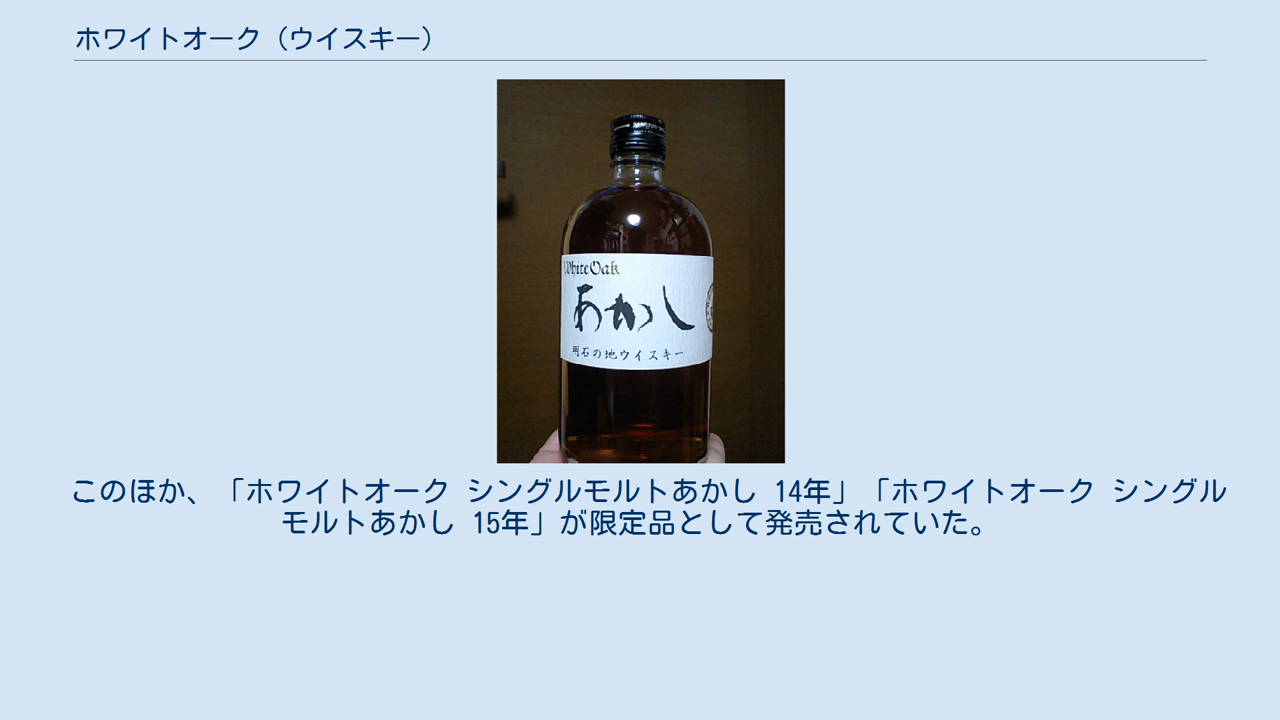 ホワイトオーク（ウイスキー）
WhiteOak
あかし
明石の地ウイスキー
このほか、「ホワイトオーク シングルモルトあかし 14年」「ホワイトオーク シングル
モルトあかし 15年」が限定品として発売されていた。